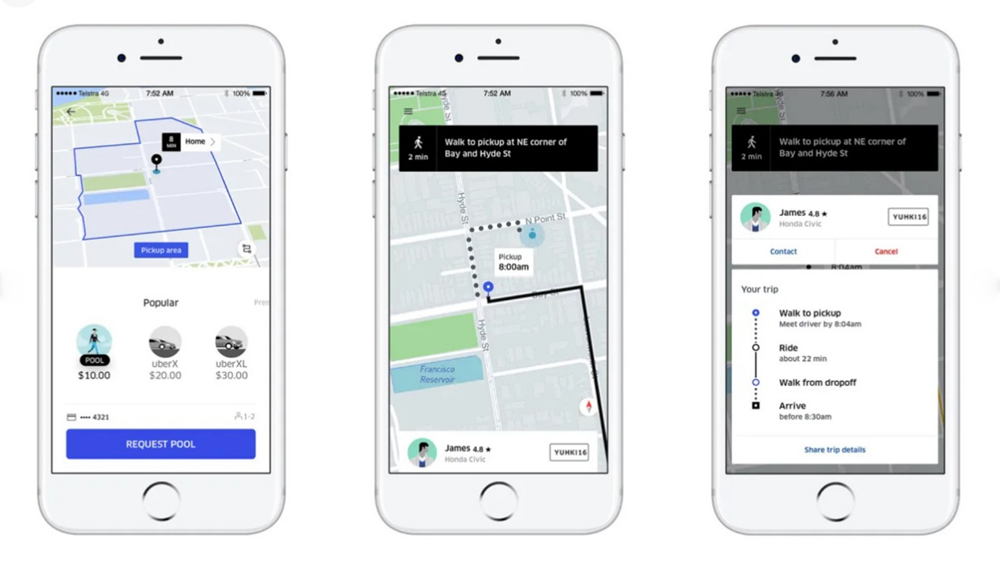 Telstra 4G 7:52 AM 100%
8
MIN
Home
Pickup area
Popular
POOL
$10.00
uberX
$20.00
uberXL
$30.00
•••• 4321
1-2
REQUEST POOL
Telstra 4G 7:52 AM 100%
Hyde St
2 min
Walk to pickup at NE corner of
Bay and Hyde St
Hyde St
N Point St
Pickup
8:00am
Bay St
Hyde St
Francisco
Reservoir
James 4.8 ★
Honda Civic
YUHKI16
Telstra 4G 7:56 AM 100%
Hyde St
2 min
Walk to pickup at NE corner of
Bay and Hyde St
James 4.8 ★
Honda Civic
YUHKI16
Contact
Cancel
8:04am
Your trip
Walk to pickup
Meet driver by 8:04am
Ride
about 22 min
Walk from dropoff
Arrive
before 8:30am
Share trip details